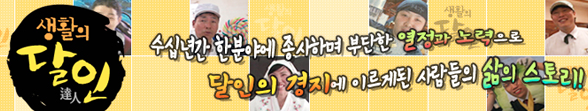 생활의
달인
達人
수십년간 한분야에 종사하며 부단한 열정과 노력으로
달인의 경지에 이르게된 사람들의 삶의 스토리!!